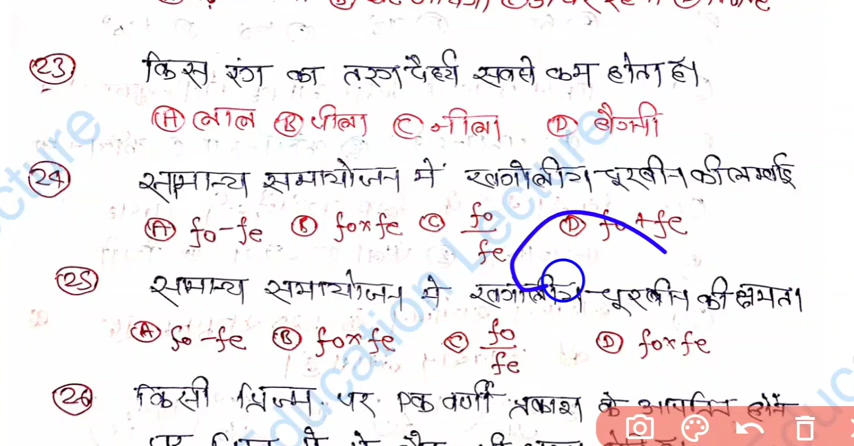 (23) किस रंग का तरंगदैर्ध्य सबसे कम होता है।
(A) लाल (B) पीला (C) नीला (D) बैगनी
(24) सामान्य समायोजन में खगोलीय दूरबीन की लम्बाई
(A) fo-fe (B) fo×fe (C) fo/fe (D) fo+fe
(25) सामान्य समायोजन में खगोलीय दूरबीन की क्षमता
(A) fo-fe (B) fo×fe (C) fo/fe (D) fo×fe
(26) किसी प्रिज्म पर एक वर्णी प्रकाश के आपतित होने
Education Lecture